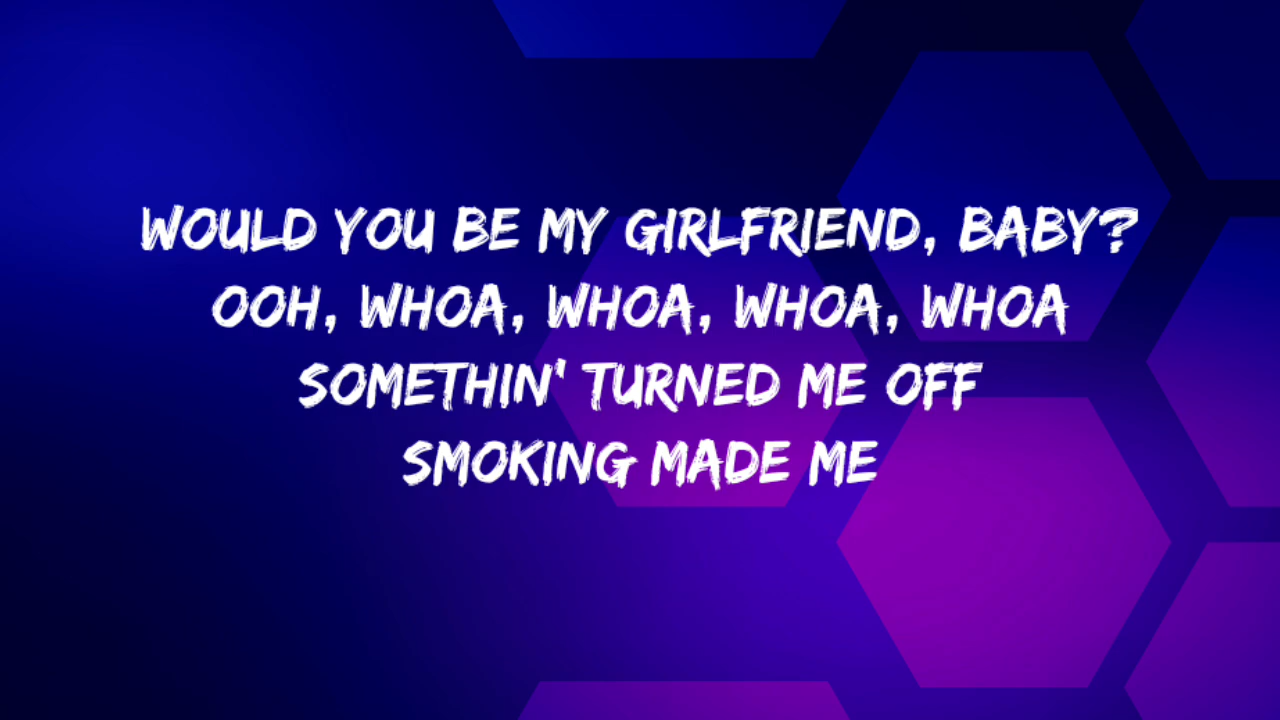 WOULD YOU BE MY GIRLFRIEND, BABY?
OOH, WHOA, WHOA, WHOA, WHOA
SOMETHIN' TURNED ME OFF
SMOKING MADE ME